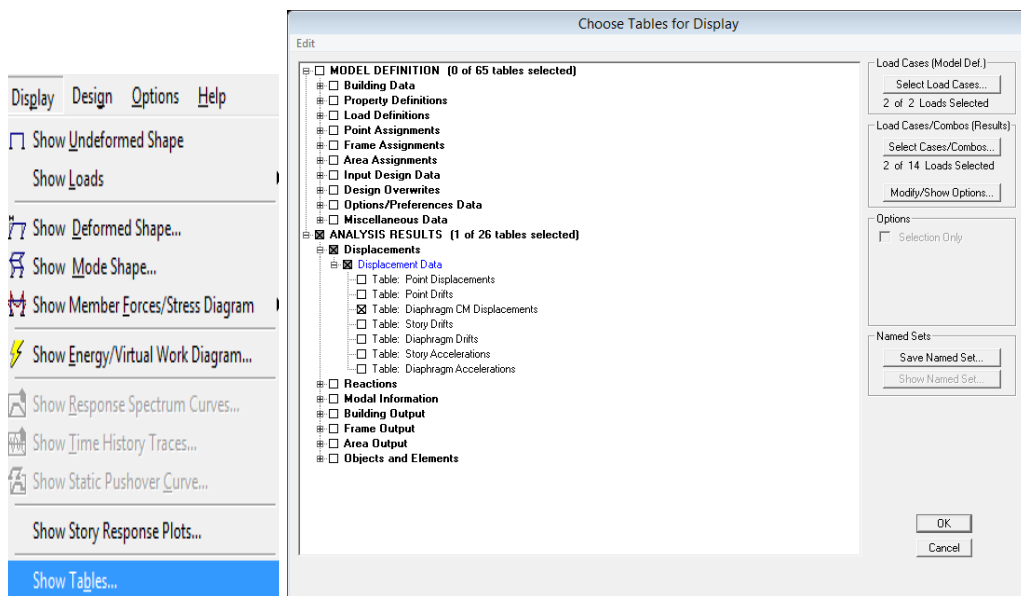 Display Design Options Help
Show Undeformed Shape
Show Loads
Show Deformed Shape...
Show Mode Shape...
Show Member Forces/Stress Diagram
Show Energy/Virtual Work Diagram...
Show Response Spectrum Curves...
Show Time History Traces...
Show Static Pushover Curve...
Show Story Response Plots...
Show Tables...
Choose Tables for Display
Edit
MODEL DEFINITION (0 of 65 tables selected)
Building Data
Property Definitions
Load Definitions
Point Assignments
Frame Assignments
Area Assignments
Input Design Data
Design Overwrites
Options/Preferences Data
Miscellaneous Data
ANALYSIS RESULTS (1 of 26 tables selected)
Displacements
Displacement Data
Table: Point Displacements
Table: Point Drifts
Table: Diaphragm CM Displacements
Table: Story Drifts
Table: Diaphragm Drifts
Table: Story Accelerations
Table: Diaphragm Accelerations
Reactions
Modal Information
Building Output
Frame Output
Area Output
Objects and Elements
Load Cases (Model Def.)
Select Load Cases...
2 of 2 Loads Selected
Load Cases/Combos (Results)
Select Cases/Combos...
2 of 14 Loads Selected
Modify/Show Options...
Options
Selection Only
Named Sets
Save Named Set...
Show Named Set...
OK
Cancel